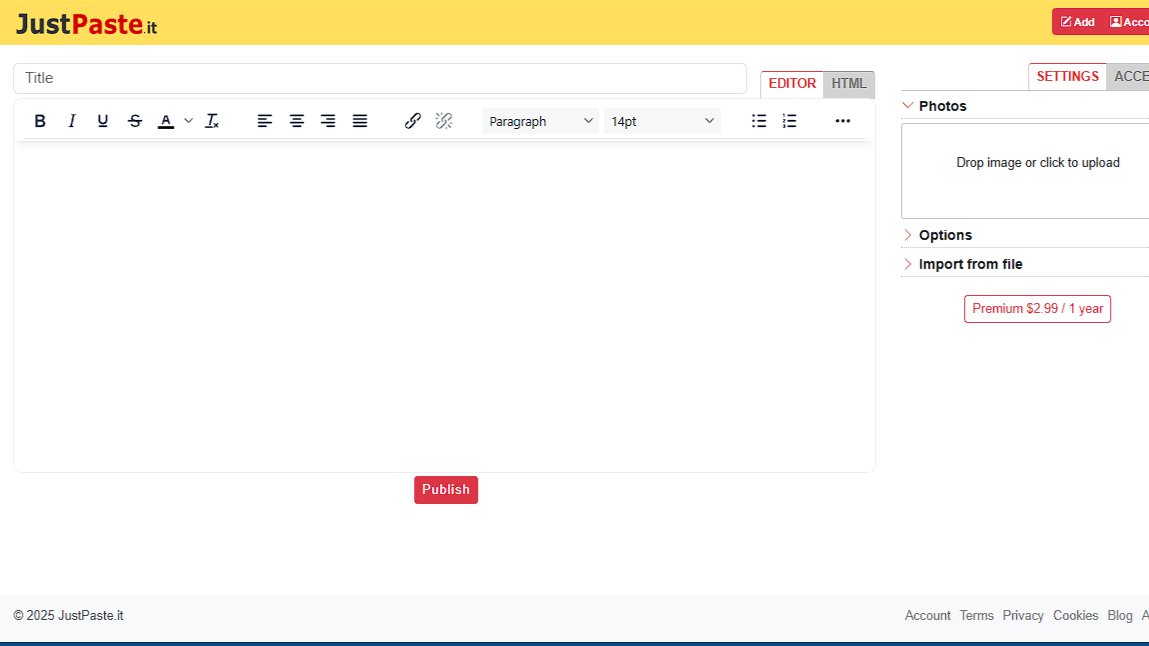 JustPaste.it
Add Acco
Title
EDITOR HTML
SETTINGS ACCE
B I U S A Tx
Paragraph 14pt
Photos
Drop image or click to upload
Options
Import from file
Premium $2.99 / 1 year
Publish
© 2025 JustPaste.it
Account Terms Privacy Cookies Blog A